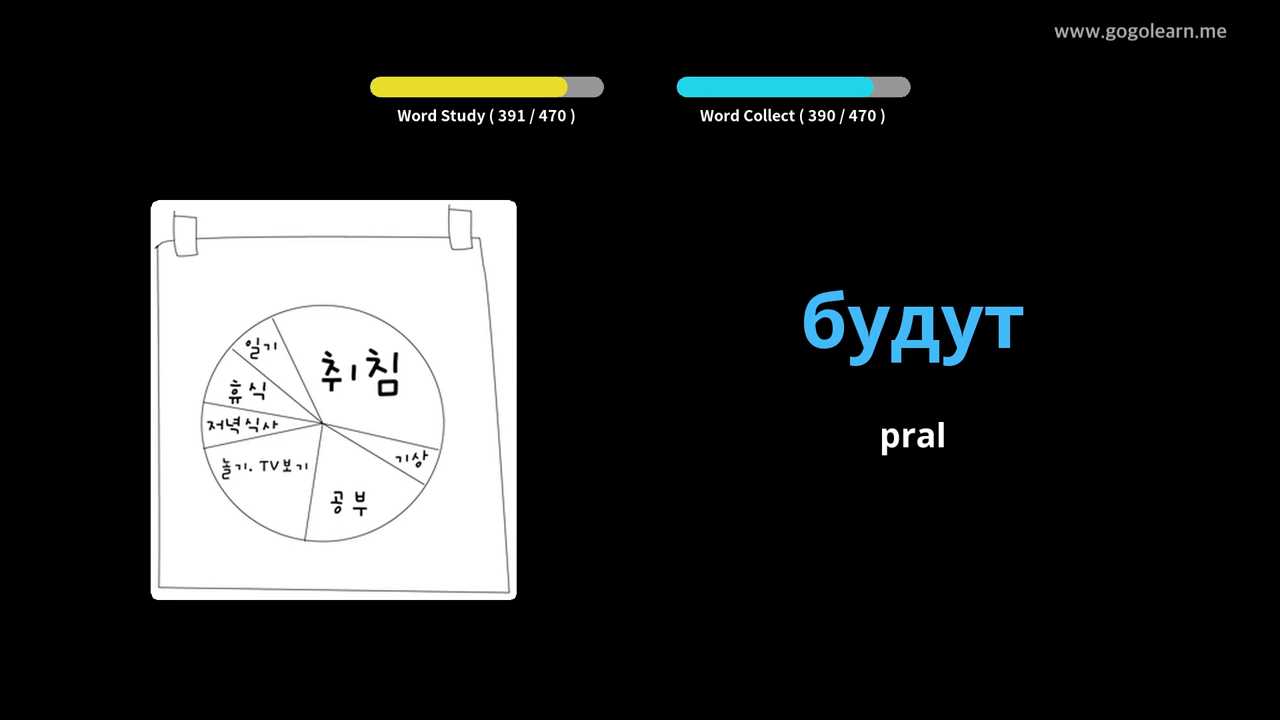 www.gogolearn.me
Word Study ( 391 / 470 )
Word Collect ( 390 / 470 )
일기
취침
휴식
저녁식사
놀기. TV보기
기상
공부
будут
pral